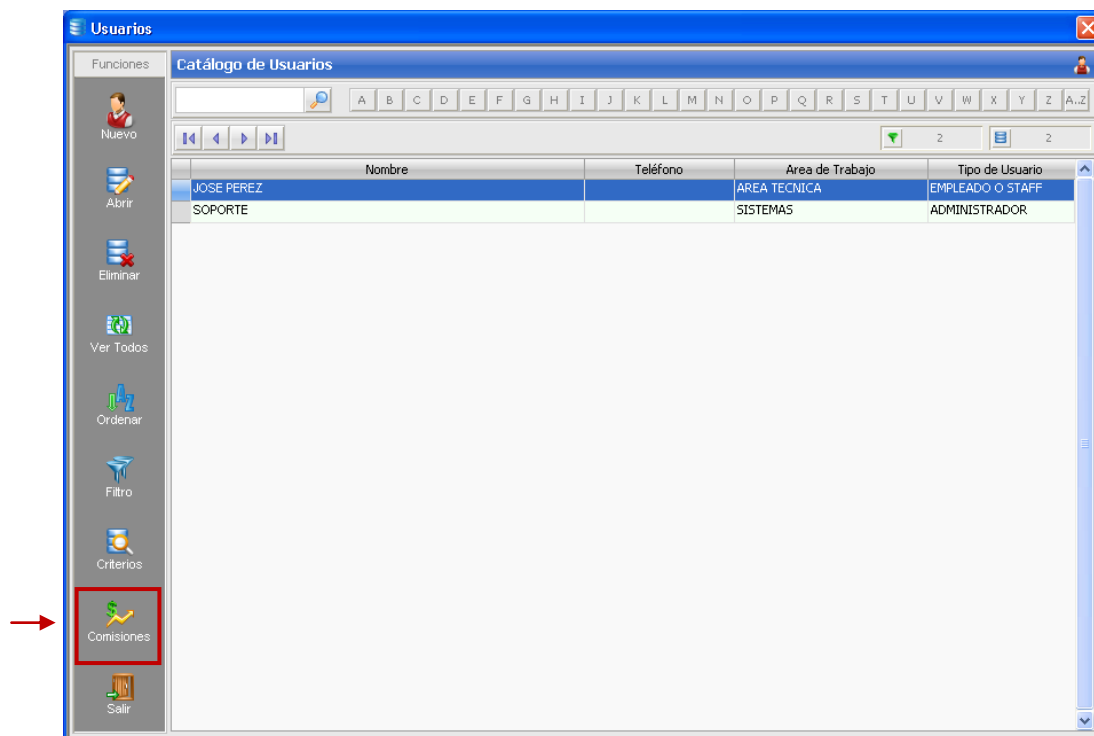 Usuarios
Funciones
Catálogo de Usuarios
A B C D E F G H I J K L M N O P Q R S T U V W X Y Z A..Z
Nuevo
2 2
Nombre Teléfono Area de Trabajo Tipo de Usuario
JOSE PEREZ AREA TECNICA EMPLEADO O STAFF
SOPORTE SISTEMAS ADMINISTRADOR
Abrir
Eliminar
Ver Todos
Ordenar
Filtro
Criterios
Comisiones
Salir